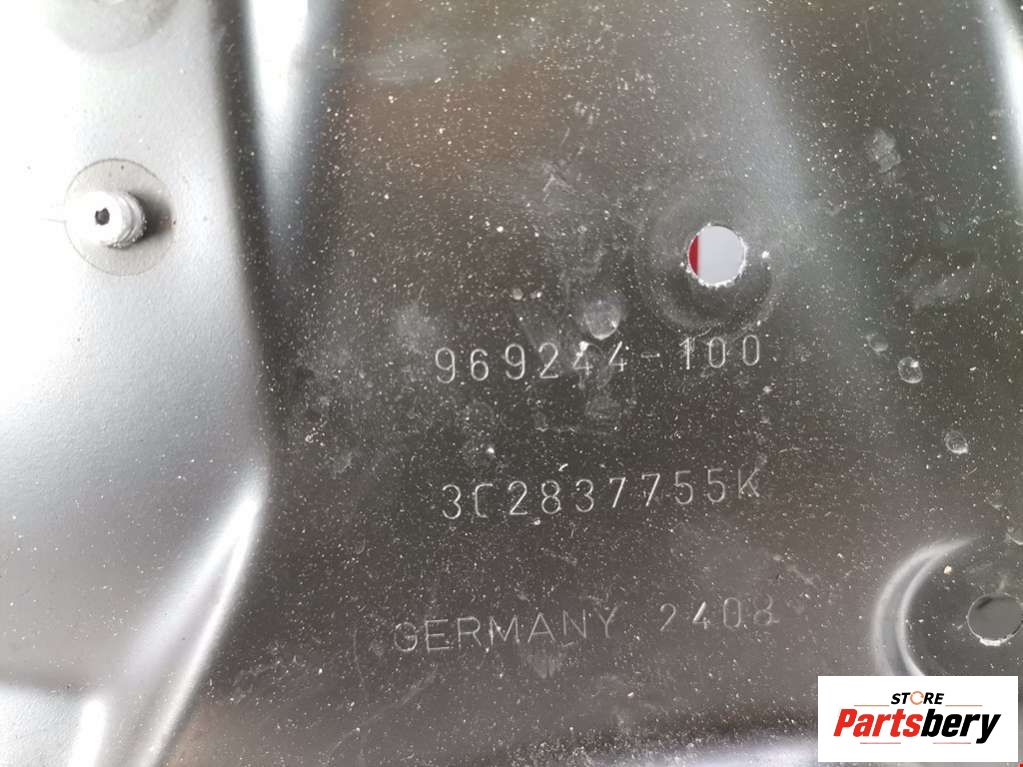 969244-100
3C2837755K
GERMANY 2408
STORE
Partsbery